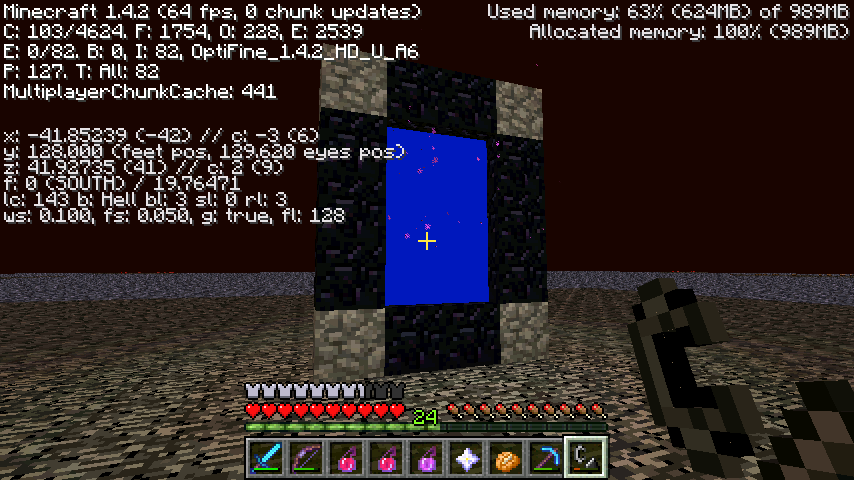 Minecraft 1.4.2 (64 fps, 0 chunk updates)
C: 103/4624. F: 1754, O: 228, E: 2539
E: 0/82. B: 0, I: 82, OptiFine_1.4.2_HD_U_A6
P: 127. T: All: 82
MultiplayerChunkCache: 441
Used memory: 63% (624MB) of 989MB
Allocated memory: 100% (989MB)
x: -41.85239 (-42) // c: -3 (6)
y: 128.000 (feet pos, 129.620 eyes pos)
z: 41.92735 (41) // c: 2 (9)
f: 0 (SOUTH) / 19.76471
lc: 143 b: Hell bl: 3 sl: 0 rl: 3
ws: 0.100, fs: 0.050, g: true, fl: 128
24